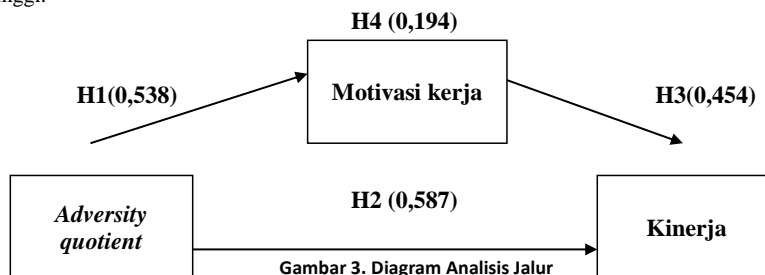 H4 (0,194)
H1(0,538)
Motivasi kerja
H3(0,454)
H2 (0,587)
Adversity
quotient
Kinerja
Gambar 3. Diagram Analisis Jalur